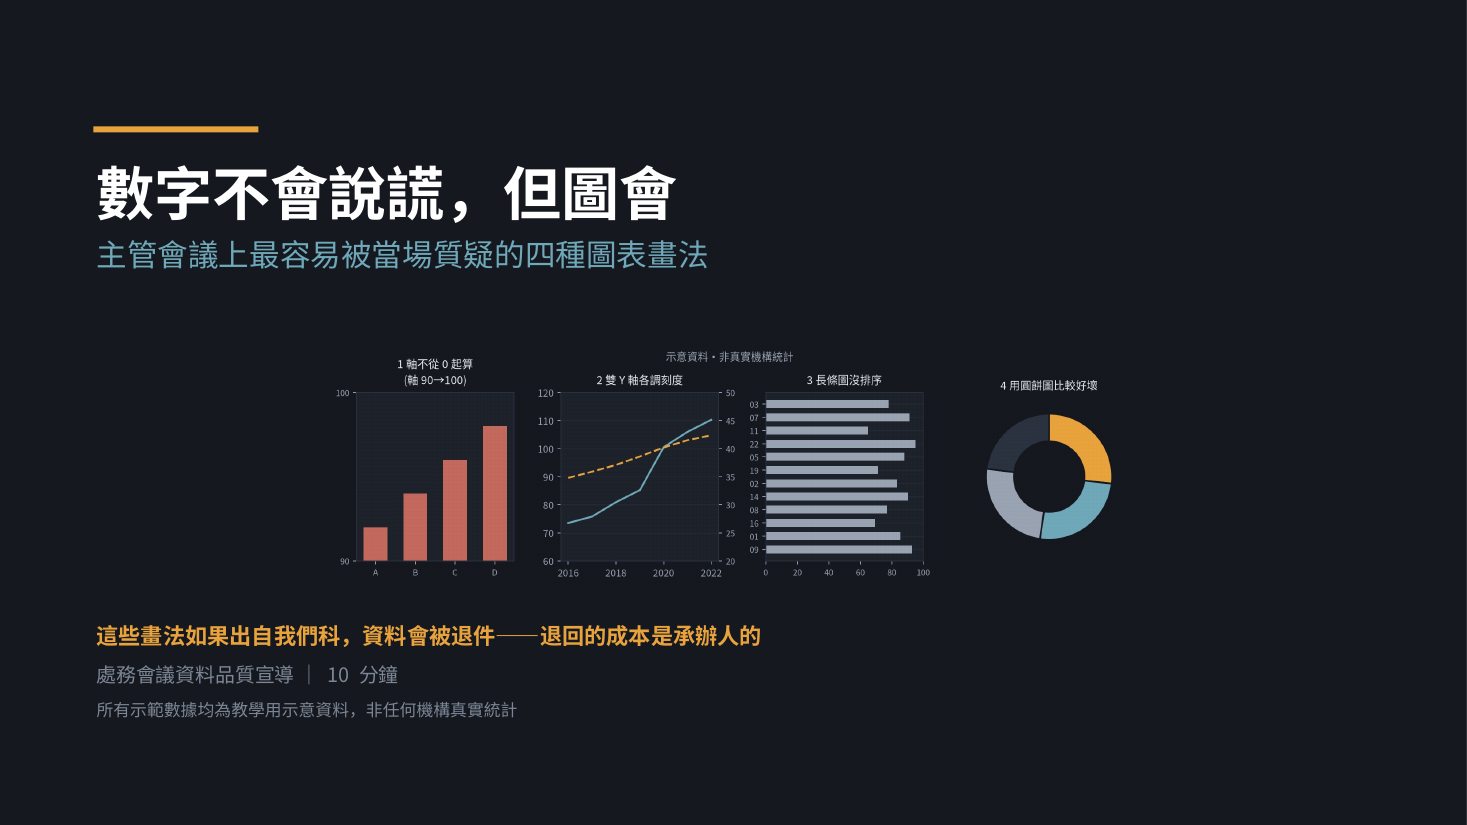 數字不會說謊，但圖會
主管會議上最容易被當場質疑的四種圖表畫法
示意資料・非真實機構統計
1 軸不從 0 起算
(軸 90→100)
100
90
A B C D
2 雙 Y 軸各調刻度
120
110
100
90
80
70
60
50
45
40
35
30
25
20
2016 2018 2020 2022
3 長條圖沒排序
03
07
11
22
05
19
02
14
08
16
01
09
0 20 40 60 80 100
4 用圓餅圖比較好壞
這些畫法如果出自我們科，資料會被退件——退回的成本是承辦人的
處務會議資料品質宣導｜10 分鐘
所有示範數據均為教學用示意資料，非任何機構真實統計